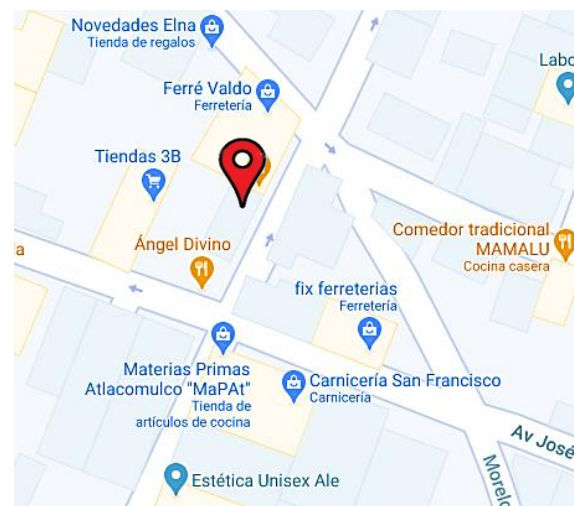 Novedades Elna
Tienda de regalos
Labo
Ferré Valdo
Ferretería
Tiendas 3B
Comedor tradicional
MAMALU
Cocina casera
a
Ángel Divino
fix ferreterias
Ferretería
Materias Primas
Atlacomulco "MaPAt"
Tienda de
artículos de cocina
Carnicería San Francisco
Carnicería
Av José
Morelo
Estética Unisex Ale